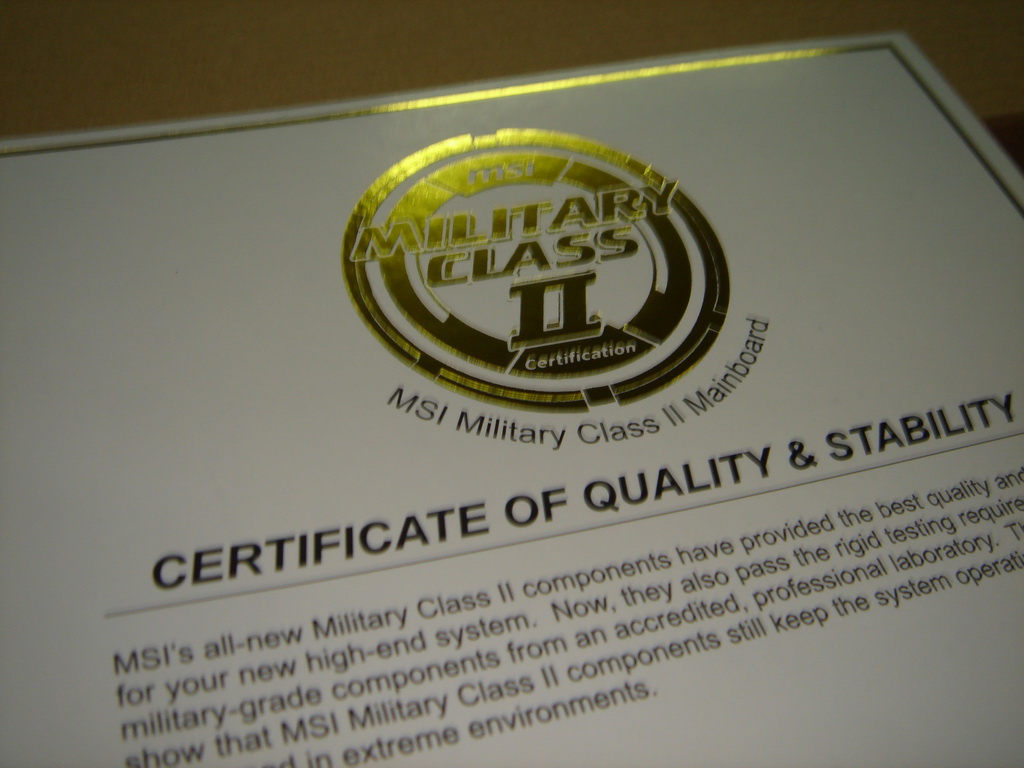 msi
MILITARY
CLASS
II
Certification
MSI Military Class II Mainboard
CERTIFICATE OF QUALITY & STABILITY
MSI's all-new Military Class II components have provided the best quality and
for your new high-end system. Now, they also pass the rigid testing require
military-grade components from an accredited, professional laboratory.
show that MSI Military Class II components still keep the system operati
in extreme environments.